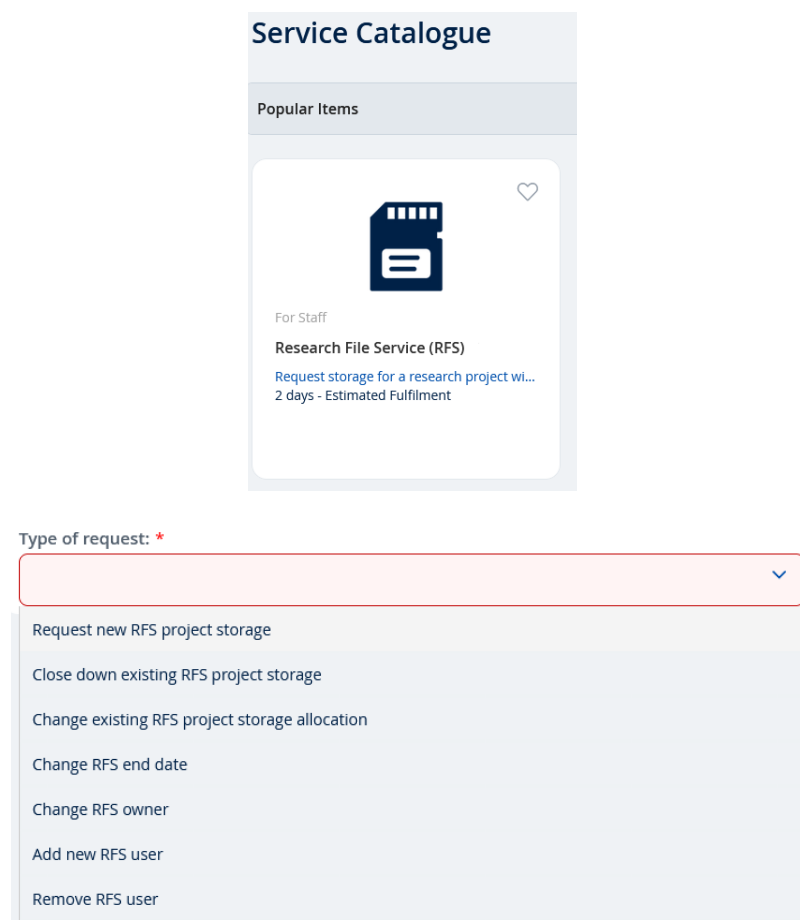 Service Catalogue
Popular Items
For Staff
Research File Service (RFS)
Request storage for a research project wi...
2 days - Estimated Fulfilment
Type of request: *
Request new RFS project storage
Close down existing RFS project storage
Change existing RFS project storage allocation
Change RFS end date
Change RFS owner
Add new RFS user
Remove RFS user